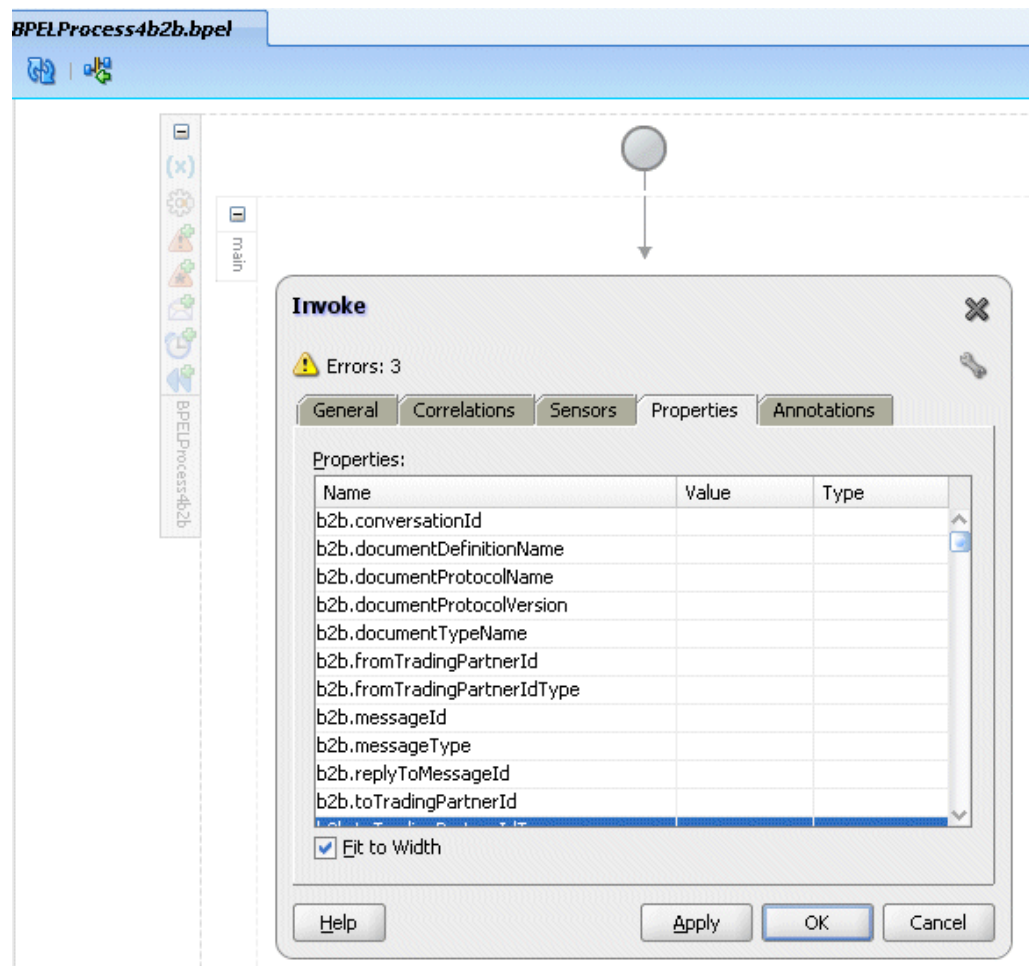 BPELProcess4b2b.bpel
(x)
main
BPELProcess4b2b
Invoke
Errors: 3
General Correlations Sensors Properties Annotations
Properties:
Name Value Type
b2b.conversationId
b2b.documentDefinitionName
b2b.documentProtocolName
b2b.documentProtocolVersion
b2b.documentTypeName
b2b.fromTradingPartnerId
b2b.fromTradingPartnerIdType
b2b.messageId
b2b.messageType
b2b.replyToMessageId
b2b.toTradingPartnerId
Fit to Width
Help Apply OK Cancel